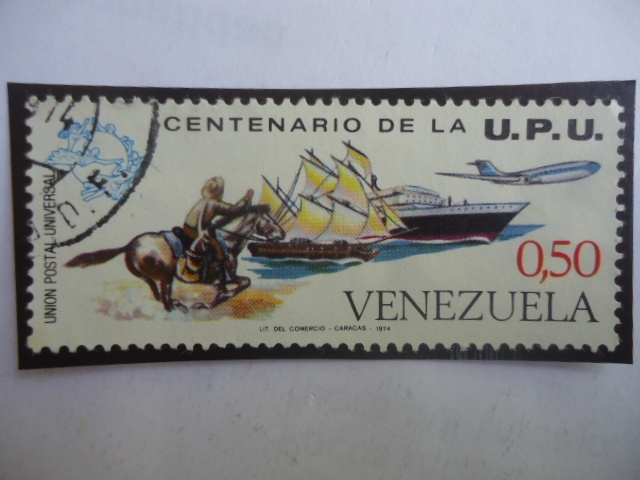 CENTENARIO DE LA U.P.U.
UNION POSTAL UNIVERSAL
0,50
VENEZUELA
LIT. DEL COMERCIO - CARACAS - 1974